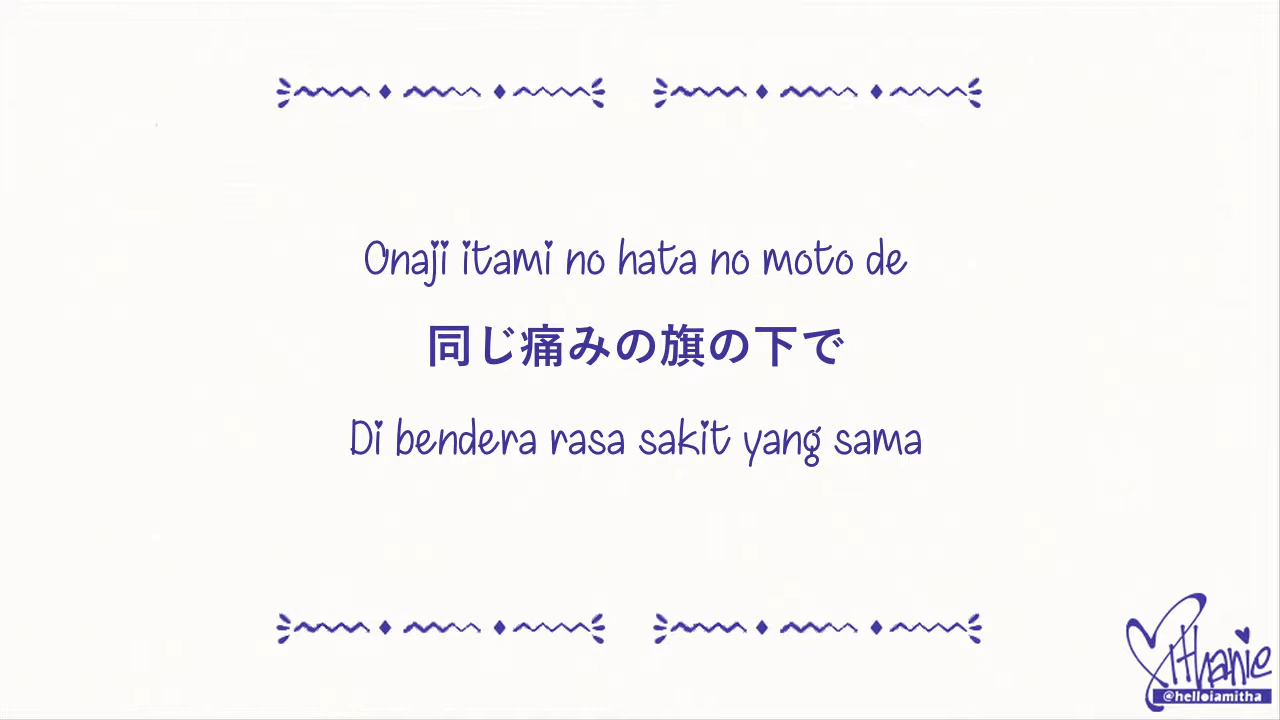 Onaji itami no hata no moto de
同じ痛みの旗の下で
Di bendera rasa sakit yang sama
Mithanie
@helloiamitha